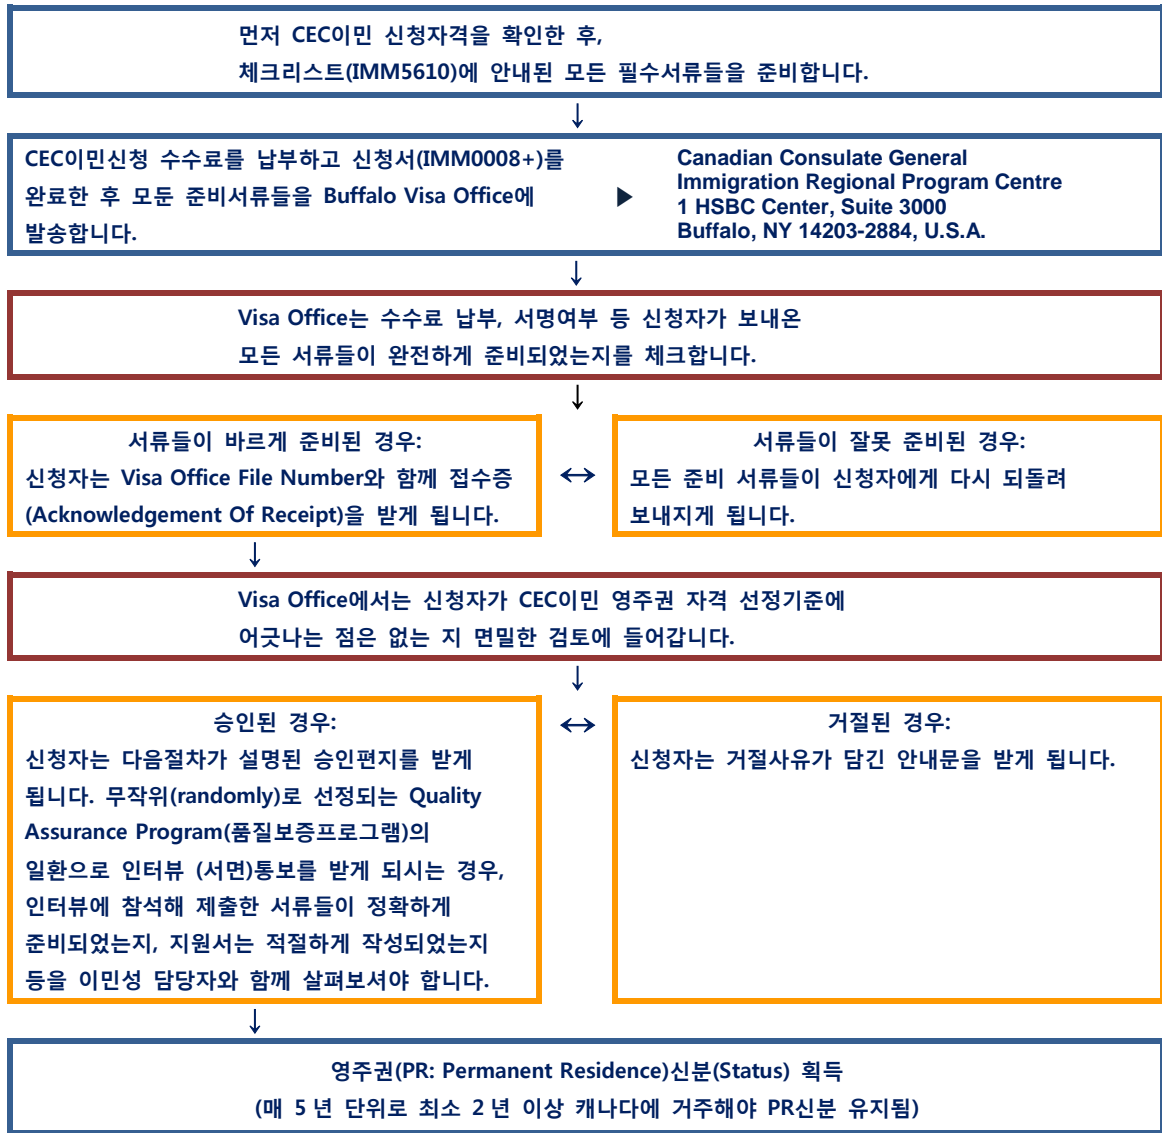 먼저 CEC이민 신청자격을 확인한 후,
체크리스트(IMM5610)에 안내된 모든 필수서류들을 준비합니다.
↓
CEC이민신청 수수료를 납부하고 신청서(IMM0008+)를
완료한 후 모둔 준비서류들을 Buffalo Visa Office에
발송합니다.
▶
Canadian Consulate General
Immigration Regional Program Centre
1 HSBC Center, Suite 3000
Buffalo, NY 14203-2884, U.S.A.
↓
Visa Office는 수수료 납부, 서명여부 등 신청자가 보내온
모든 서류들이 완전하게 준비되었는지를 체크합니다.
↓
서류들이 바르게 준비된 경우:
신청자는 Visa Office File Number와 함께 접수증
(Acknowledgement Of Receipt)을 받게 됩니다.
↔
서류들이 잘못 준비된 경우:
모든 준비 서류들이 신청자에게 다시 되돌려
보내지게 됩니다.
↓
Visa Office에서는 신청자가 CEC이민 영주권 자격 선정기준에
어긋나는 점은 없는 지 면밀한 검토에 들어갑니다.
↓
승인된 경우:
신청자는 다음절차가 설명된 승인편지를 받게
됩니다. 무작위(randomly)로 선정되는 Quality
Assurance Program(품질보증프로그램)의
일환으로 인터뷰 (서면)통보를 받게 되시는 경우,
인터뷰에 참석해 제출한 서류들이 정확하게
준비되었는지, 지원서는 적절하게 작성되었는지
등을 이민성 담당자와 함께 살펴보셔야 합니다.
↔
거절된 경우:
신청자는 거절사유가 담긴 안내문을 받게 됩니다.
↓
영주권(PR: Permanent Residence)신분(Status) 획득
(매 5 년 단위로 최소 2 년 이상 캐나다에 거주해야 PR신분 유지됨)